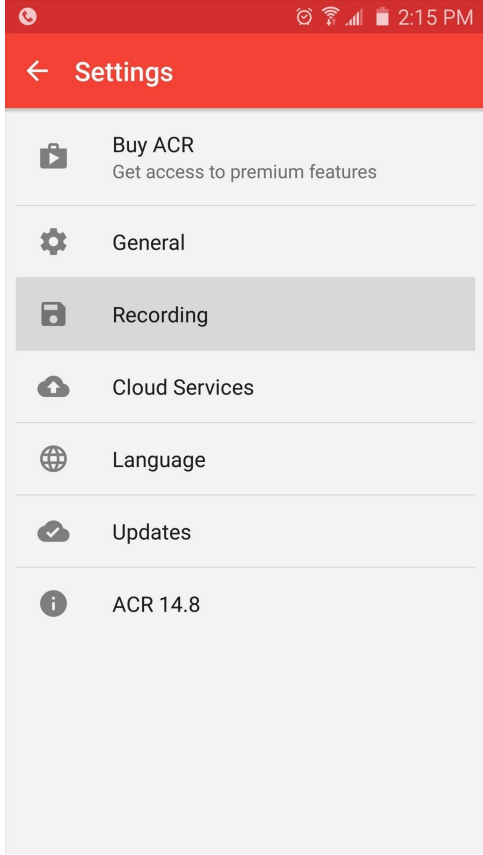 2:15 PM
Settings
Buy ACR
Get access to premium features
General
Recording
Cloud Services
Language
Updates
ACR 14.8